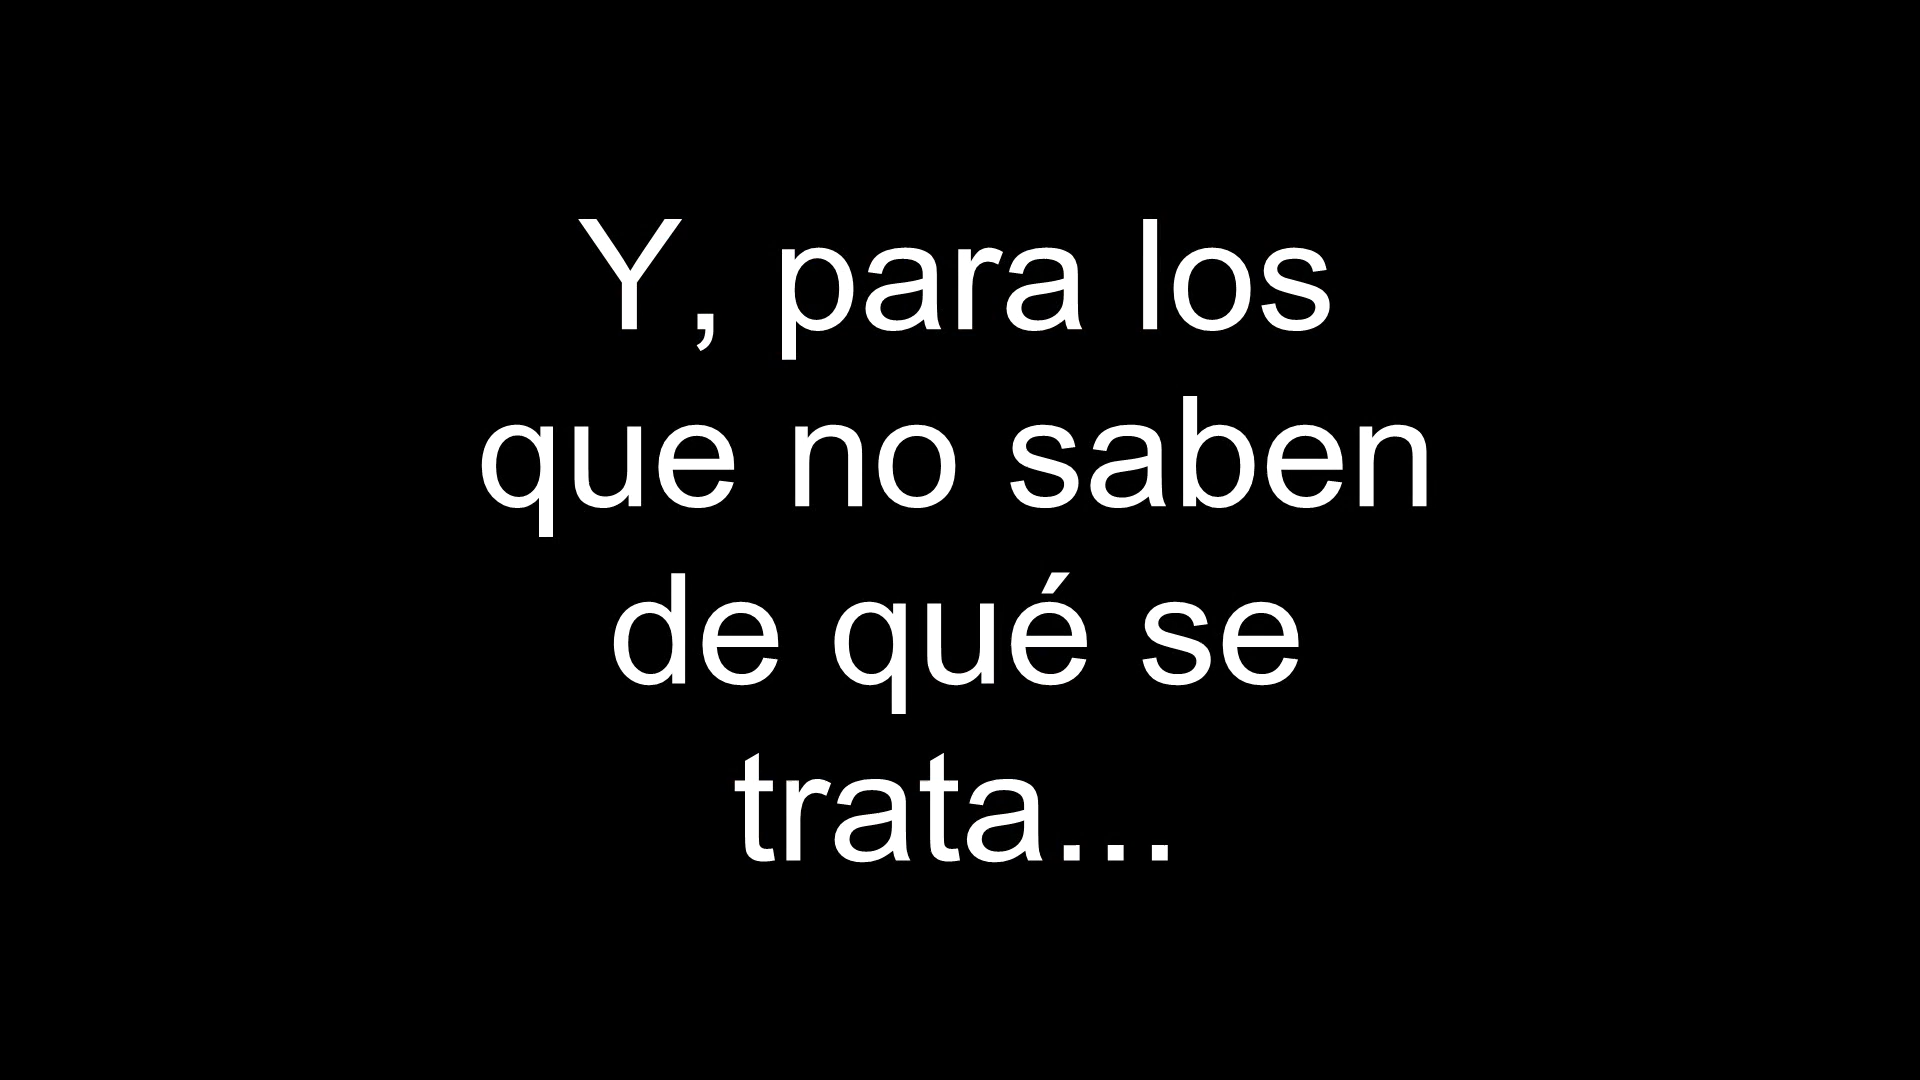 Y, para los
que no saben
de qué se
trata...